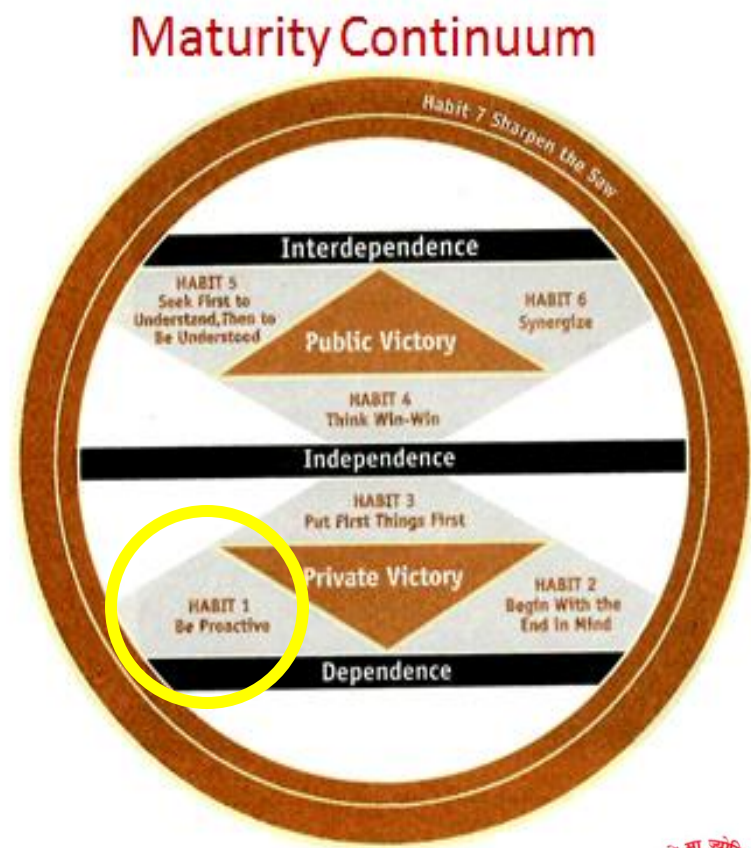 Maturity Continuum
Habit 7 Sharpen the Saw
Interdependence
HABIT 5
Seek First to
Understand, Then to
Be Understood
HABIT 6
Synergize
Public Victory
HABIT 4
Think Win-Win
Independence
HABIT 3
Put First Things First
Private Victory
HABIT 1
Be Proactive
HABIT 2
Begin With the
End in Mind
Dependence